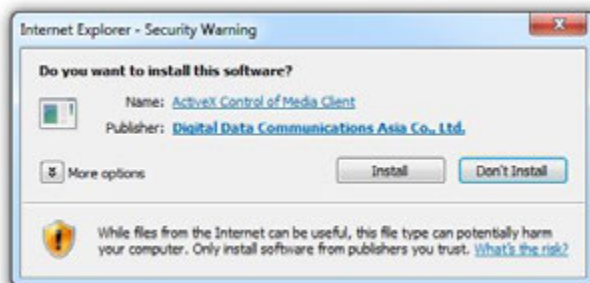 Internet Explorer - Security Warning
Do you want to install this software?
Name: ActiveX Control of Media Client
Publisher: Digital Data Communications Asia Co., Ltd.
More options
Install
Don't Install
While files from the Internet can be useful, this file type can potentially harm
your computer. Only install software from publishers you trust. What's the risk?